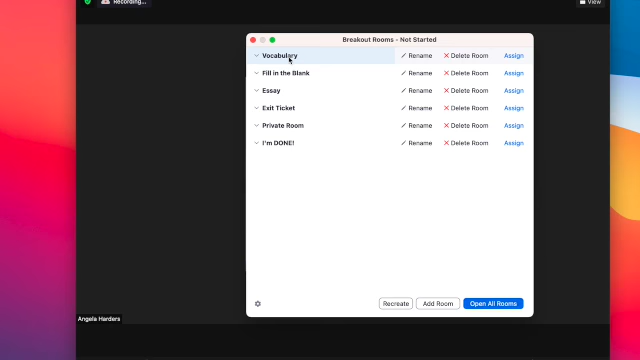 Recording...
View
Breakout Rooms - Not Started
Vocabulary Rename Delete Room Assign
Fill in the Blank Rename Delete Room Assign
Essay Rename Delete Room Assign
Exit Ticket Rename Delete Room Assign
Private Room Rename Delete Room Assign
I'm DONE! Rename Delete Room Assign
Recreate Add Room Open All Rooms
Angela Harders